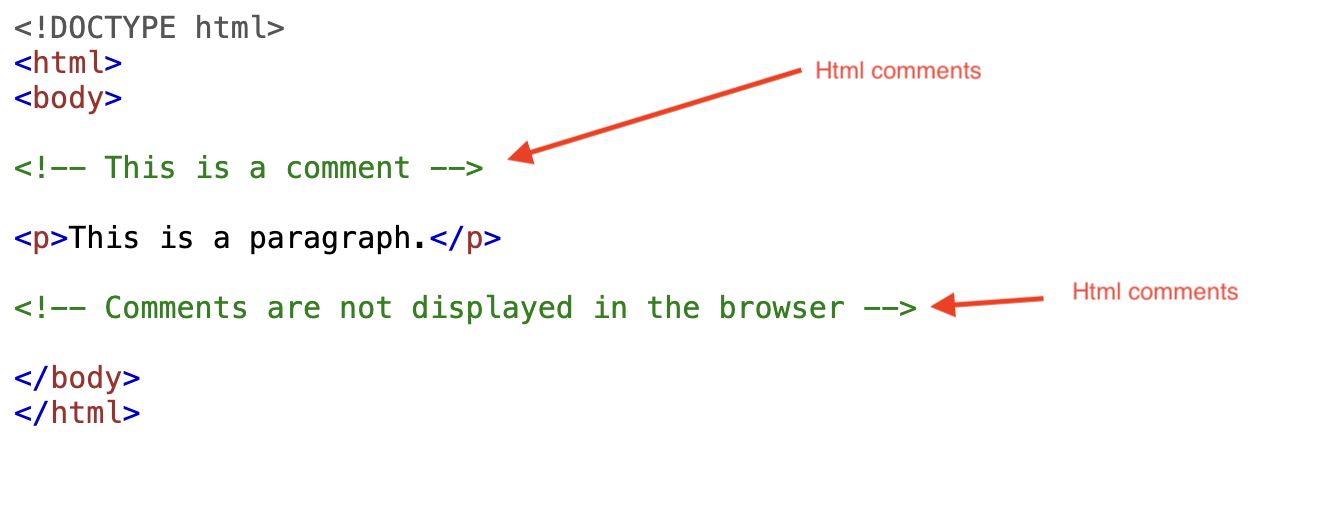 <!DOCTYPE html>
<html>
Html comments
<body>
<!-- This is a comment -->
<p>This is a paragraph.</p>
<!-- Comments are not displayed in the browser -->
Html comments
</body>
</html>